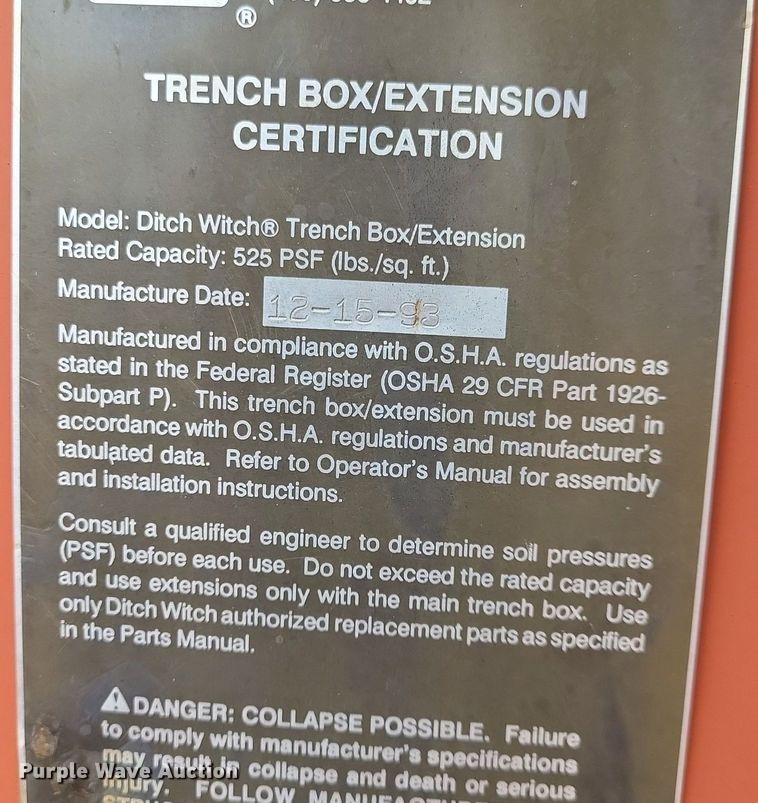 ®
TRENCH BOX/EXTENSION
CERTIFICATION
Model: Ditch Witch® Trench Box/Extension
Rated Capacity: 525 PSF (lbs./sq. ft.)
Manufacture Date: 12-15-93
Manufactured in compliance with O.S.H.A. regulations as
stated in the Federal Register (OSHA 29 CFR Part 1926-
Subpart P). This trench box/extension must be used in
accordance with O.S.H.A. regulations and manufacturer's
tabulated data. Refer to Operator's Manual for assembly
and installation instructions.
Consult a qualified engineer to determine soil pressures
(PSF) before each use. Do not exceed the rated capacity
and use extensions only with the main trench box. Use
only Ditch Witch authorized replacement parts as specified
in the Parts Manual.
DANGER: COLLAPSE POSSIBLE. Failure
to comply with manufacturer's specifications
may result in collapse and death or serious
injury. FOLLOW
Purple Wave Auction